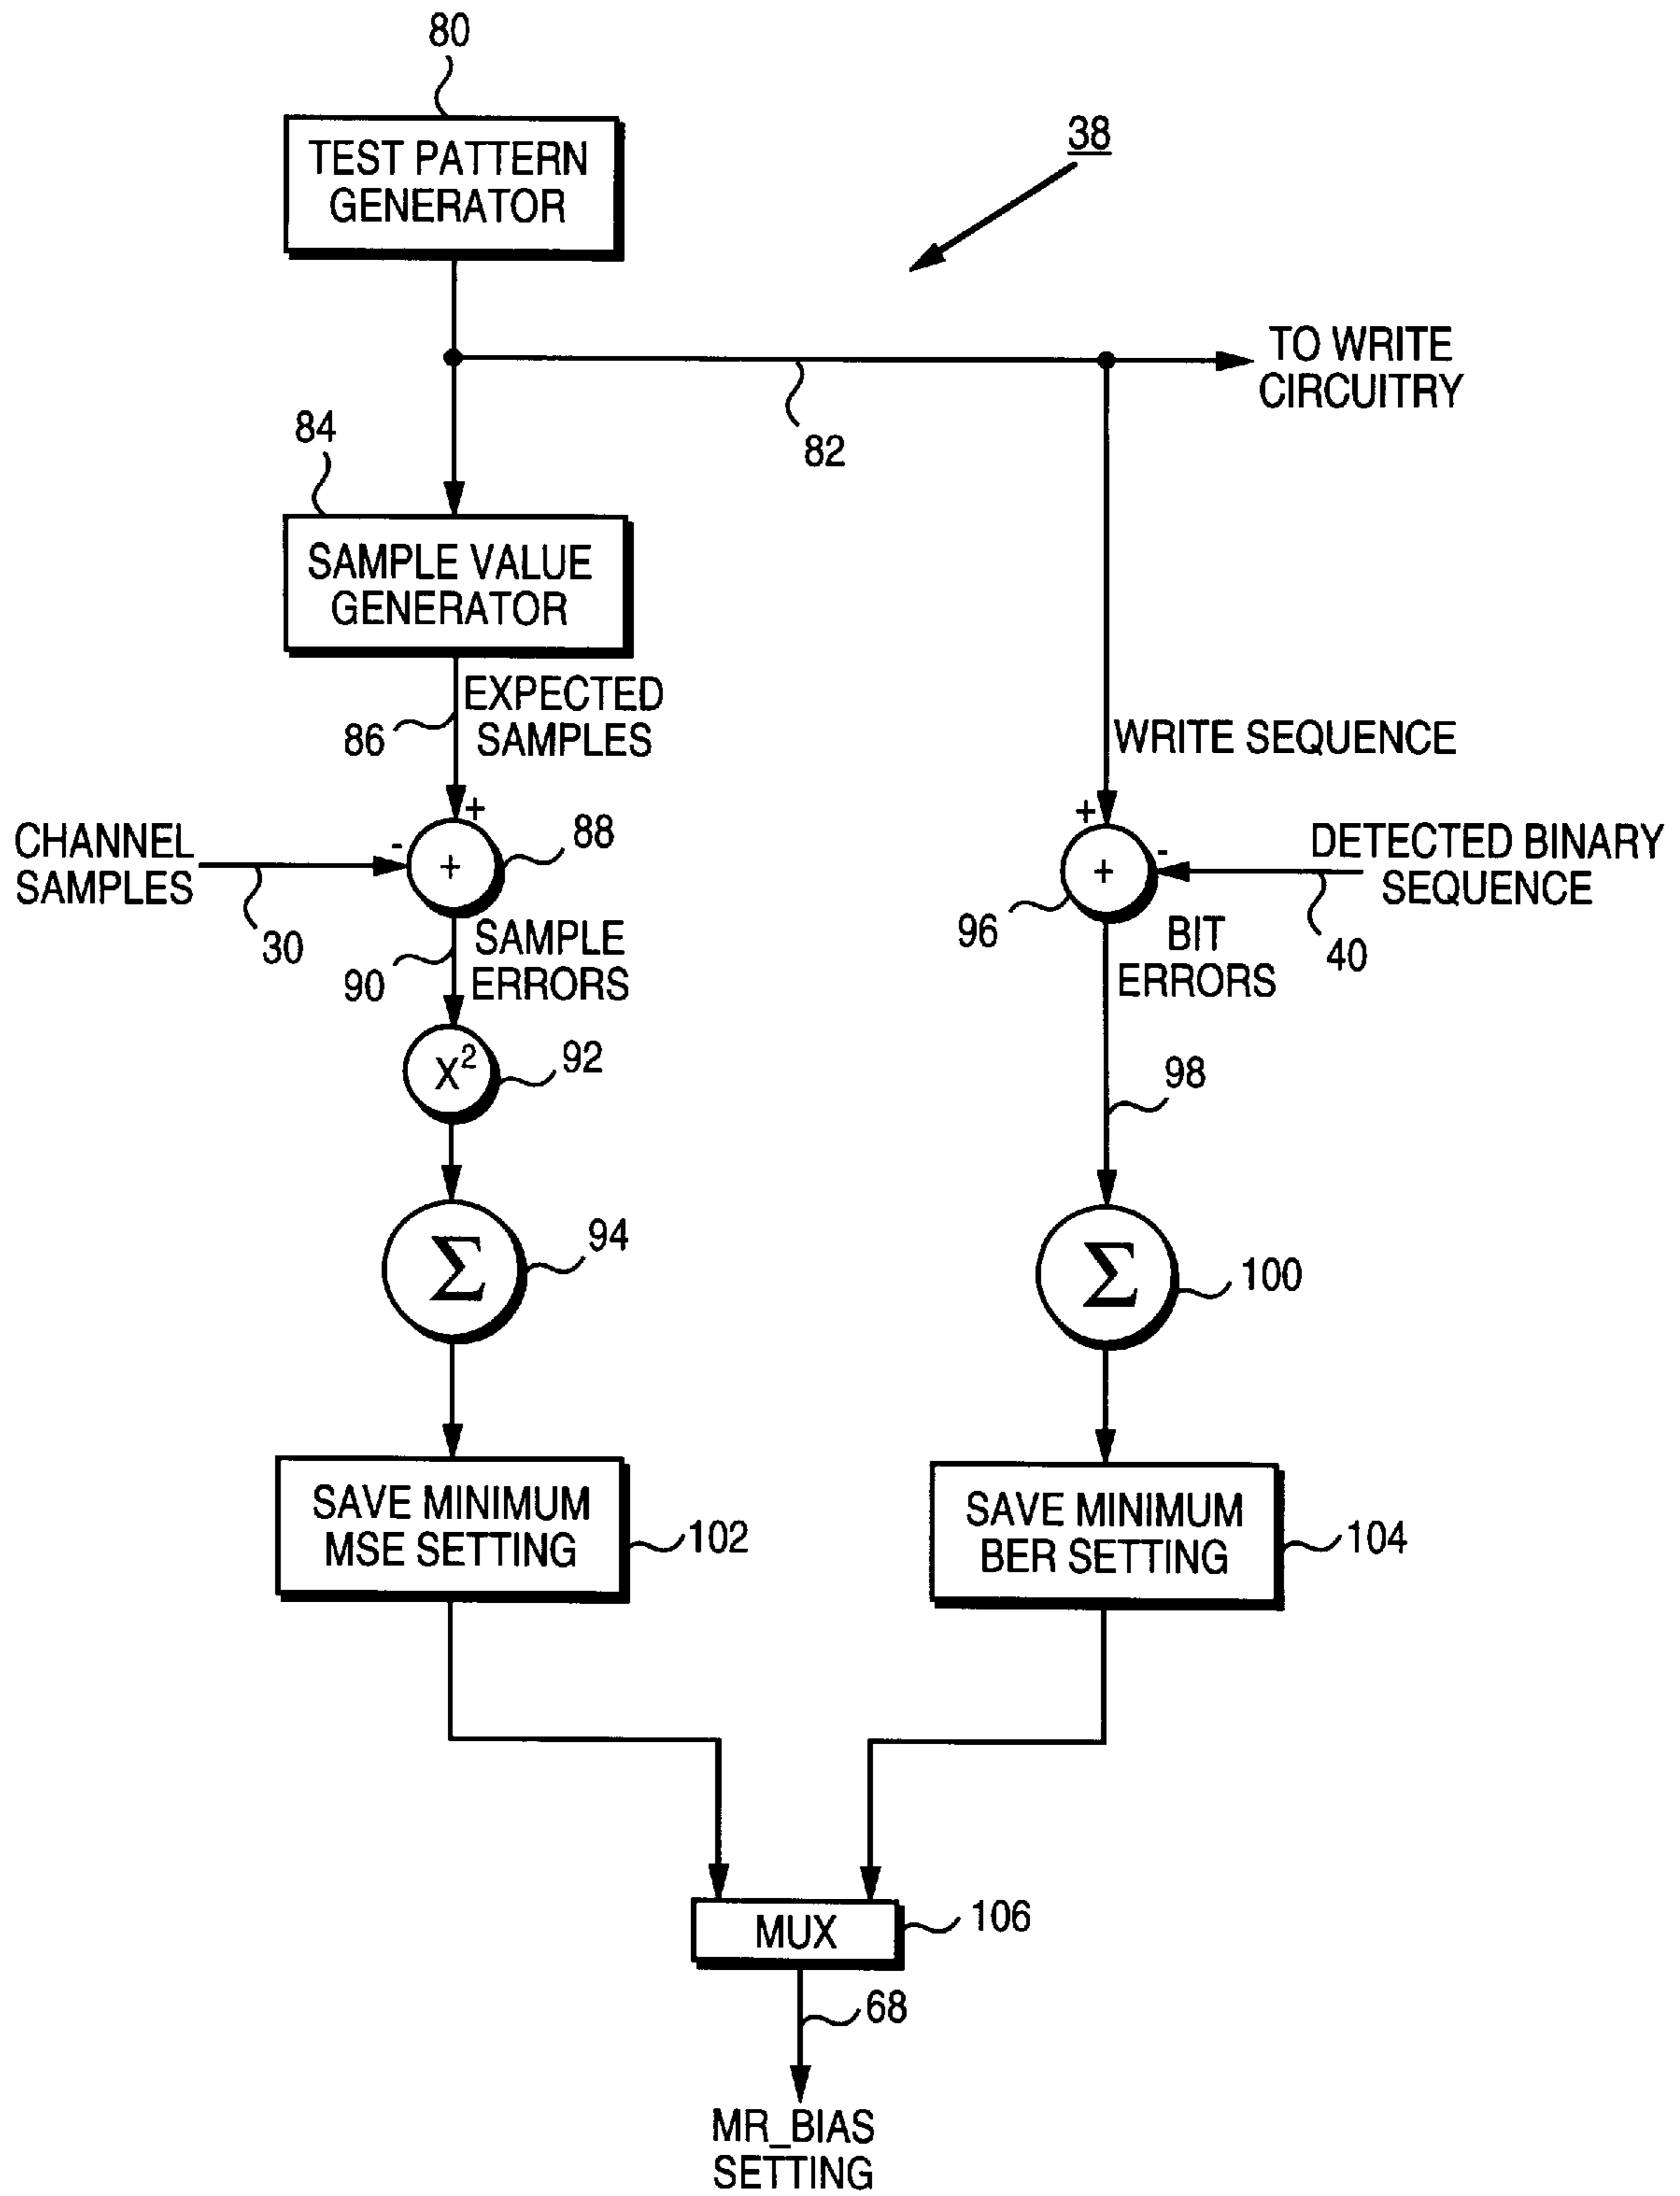 80
TEST PATTERN
GENERATOR
38
TO WRITE
CIRCUITRY
82
84
SAMPLE VALUE
GENERATOR
EXPECTED
SAMPLES
86
WRITE SEQUENCE
CHANNEL
SAMPLES
30
-
+
+
88
+
-
+
96
DETECTED BINARY
SEQUENCE
40
SAMPLE
ERRORS
90
BIT
ERRORS
X²
92
98
Σ
94
Σ
100
SAVE MINIMUM
MSE SETTING
102
SAVE MINIMUM
BER SETTING
104
MUX
106
68
MR_BIAS
SETTING